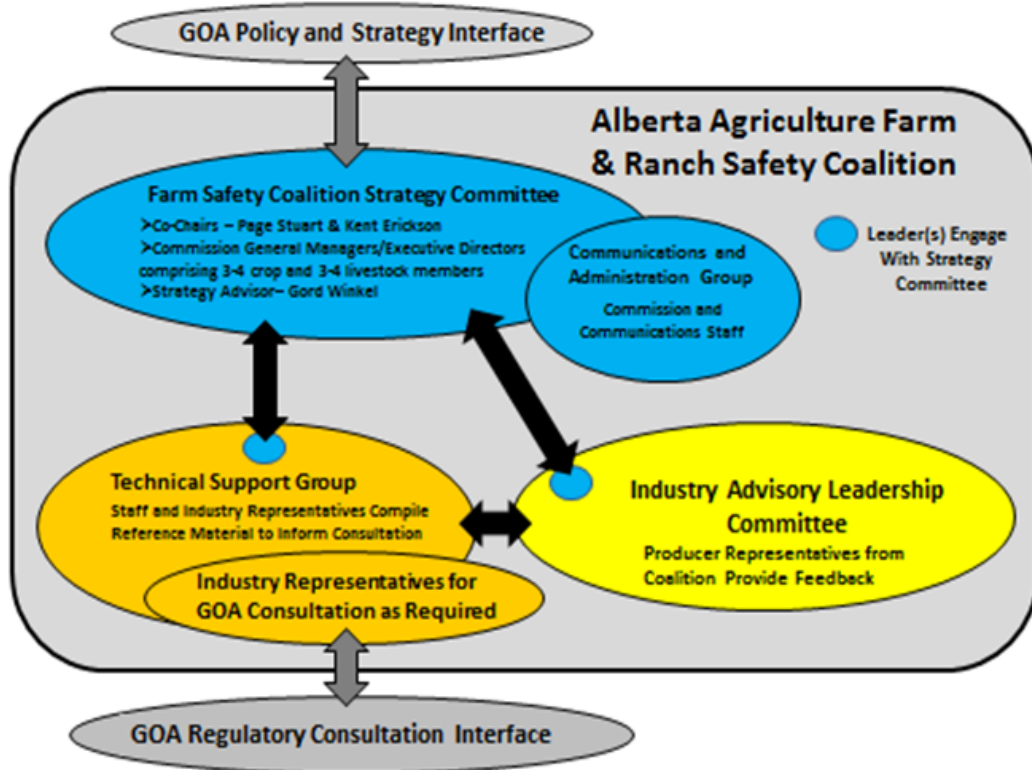 GOA Policy and Strategy Interface
Alberta Agriculture Farm
& Ranch Safety Coalition
Farm Safety Coalition Strategy Committee
➢Co-Chairs – Page Stuart & Kent Erickson
➢Commission General Managers/Executive Directors
comprising 3-4 crop and 3-4 livestock members
➢Strategy Advisor– Gord Winkel
Communications and
Administration Group
Commission and
Communications Staff
Leader(s) Engage
With Strategy
Committee
Technical Support Group
Staff and Industry Representatives Compile
Reference Material to Inform Consultation
Industry Representatives for
GOA Consultation as Required
Industry Advisory Leadership
Committee
Producer Representatives from
Coalition Provide Feedback
GOA Regulatory Consultation Interface